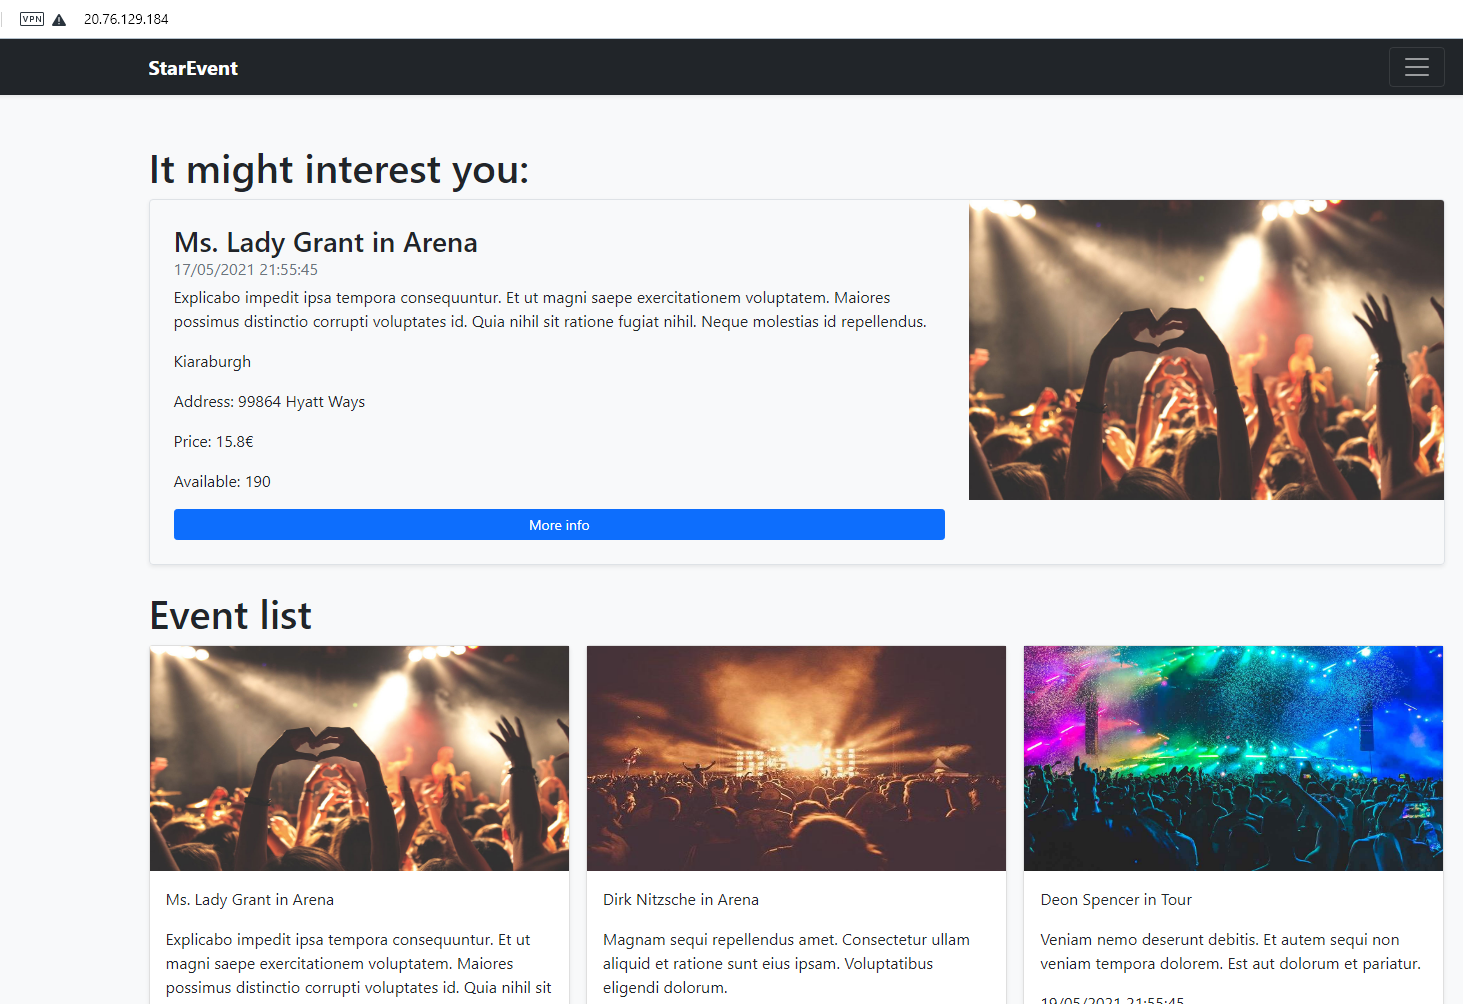 VPN 20.76.129.184
StarEvent
It might interest you:
Ms. Lady Grant in Arena
17/05/2021 21:55:45
Explicabo impedit ipsa tempora consequuntur. Et ut magni saepe exercitationem voluptatem. Maiores
possimus distinctio corrupti voluptates id. Quia nihil sit ratione fugiat nihil. Neque molestias id repellendus.
Kiaraburgh
Address: 99864 Hyatt Ways
Price: 15.8€
Available: 190
More info
Event list
Ms. Lady Grant in Arena
Explicabo impedit ipsa tempora consequuntur. Et ut
magni saepe exercitationem voluptatem. Maiores
possimus distinctio corrupti voluptates id. Quia nihil sit
Dirk Nitzsche in Arena
Magnam sequi repellendus amet. Consectetur ullam
aliquid et ratione sunt eius ipsam. Voluptatibus
eligendi dolorum.
Deon Spencer in Tour
Veniam nemo deserunt debitis. Et autem sequi non
veniam tempora dolorem. Est aut dolorum et pariatur.
19/05/2021 21:55:45